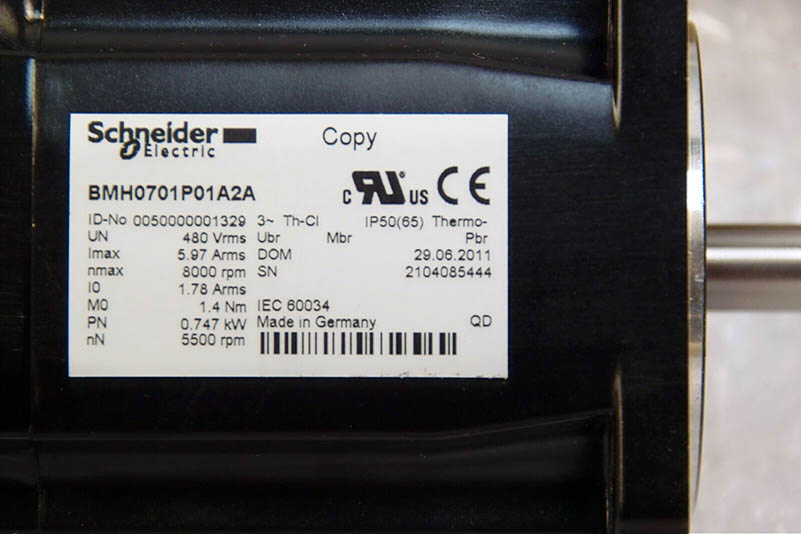 Schneider Electric Copy
BMH0701P01A2A c RU US CE
ID-No 0050000001329 3~ Th-Cl IP50(65) Thermo-
UN 480 Vrms Ubr Mbr Pbr
Imax 5.97 Arms DOM 29.06.2011
nmax 8000 rpm SN 2104085444
I0 1.78 Arms
M0 1.4 Nm IEC 60034
PN 0.747 kW Made in Germany QD
nN 5500 rpm